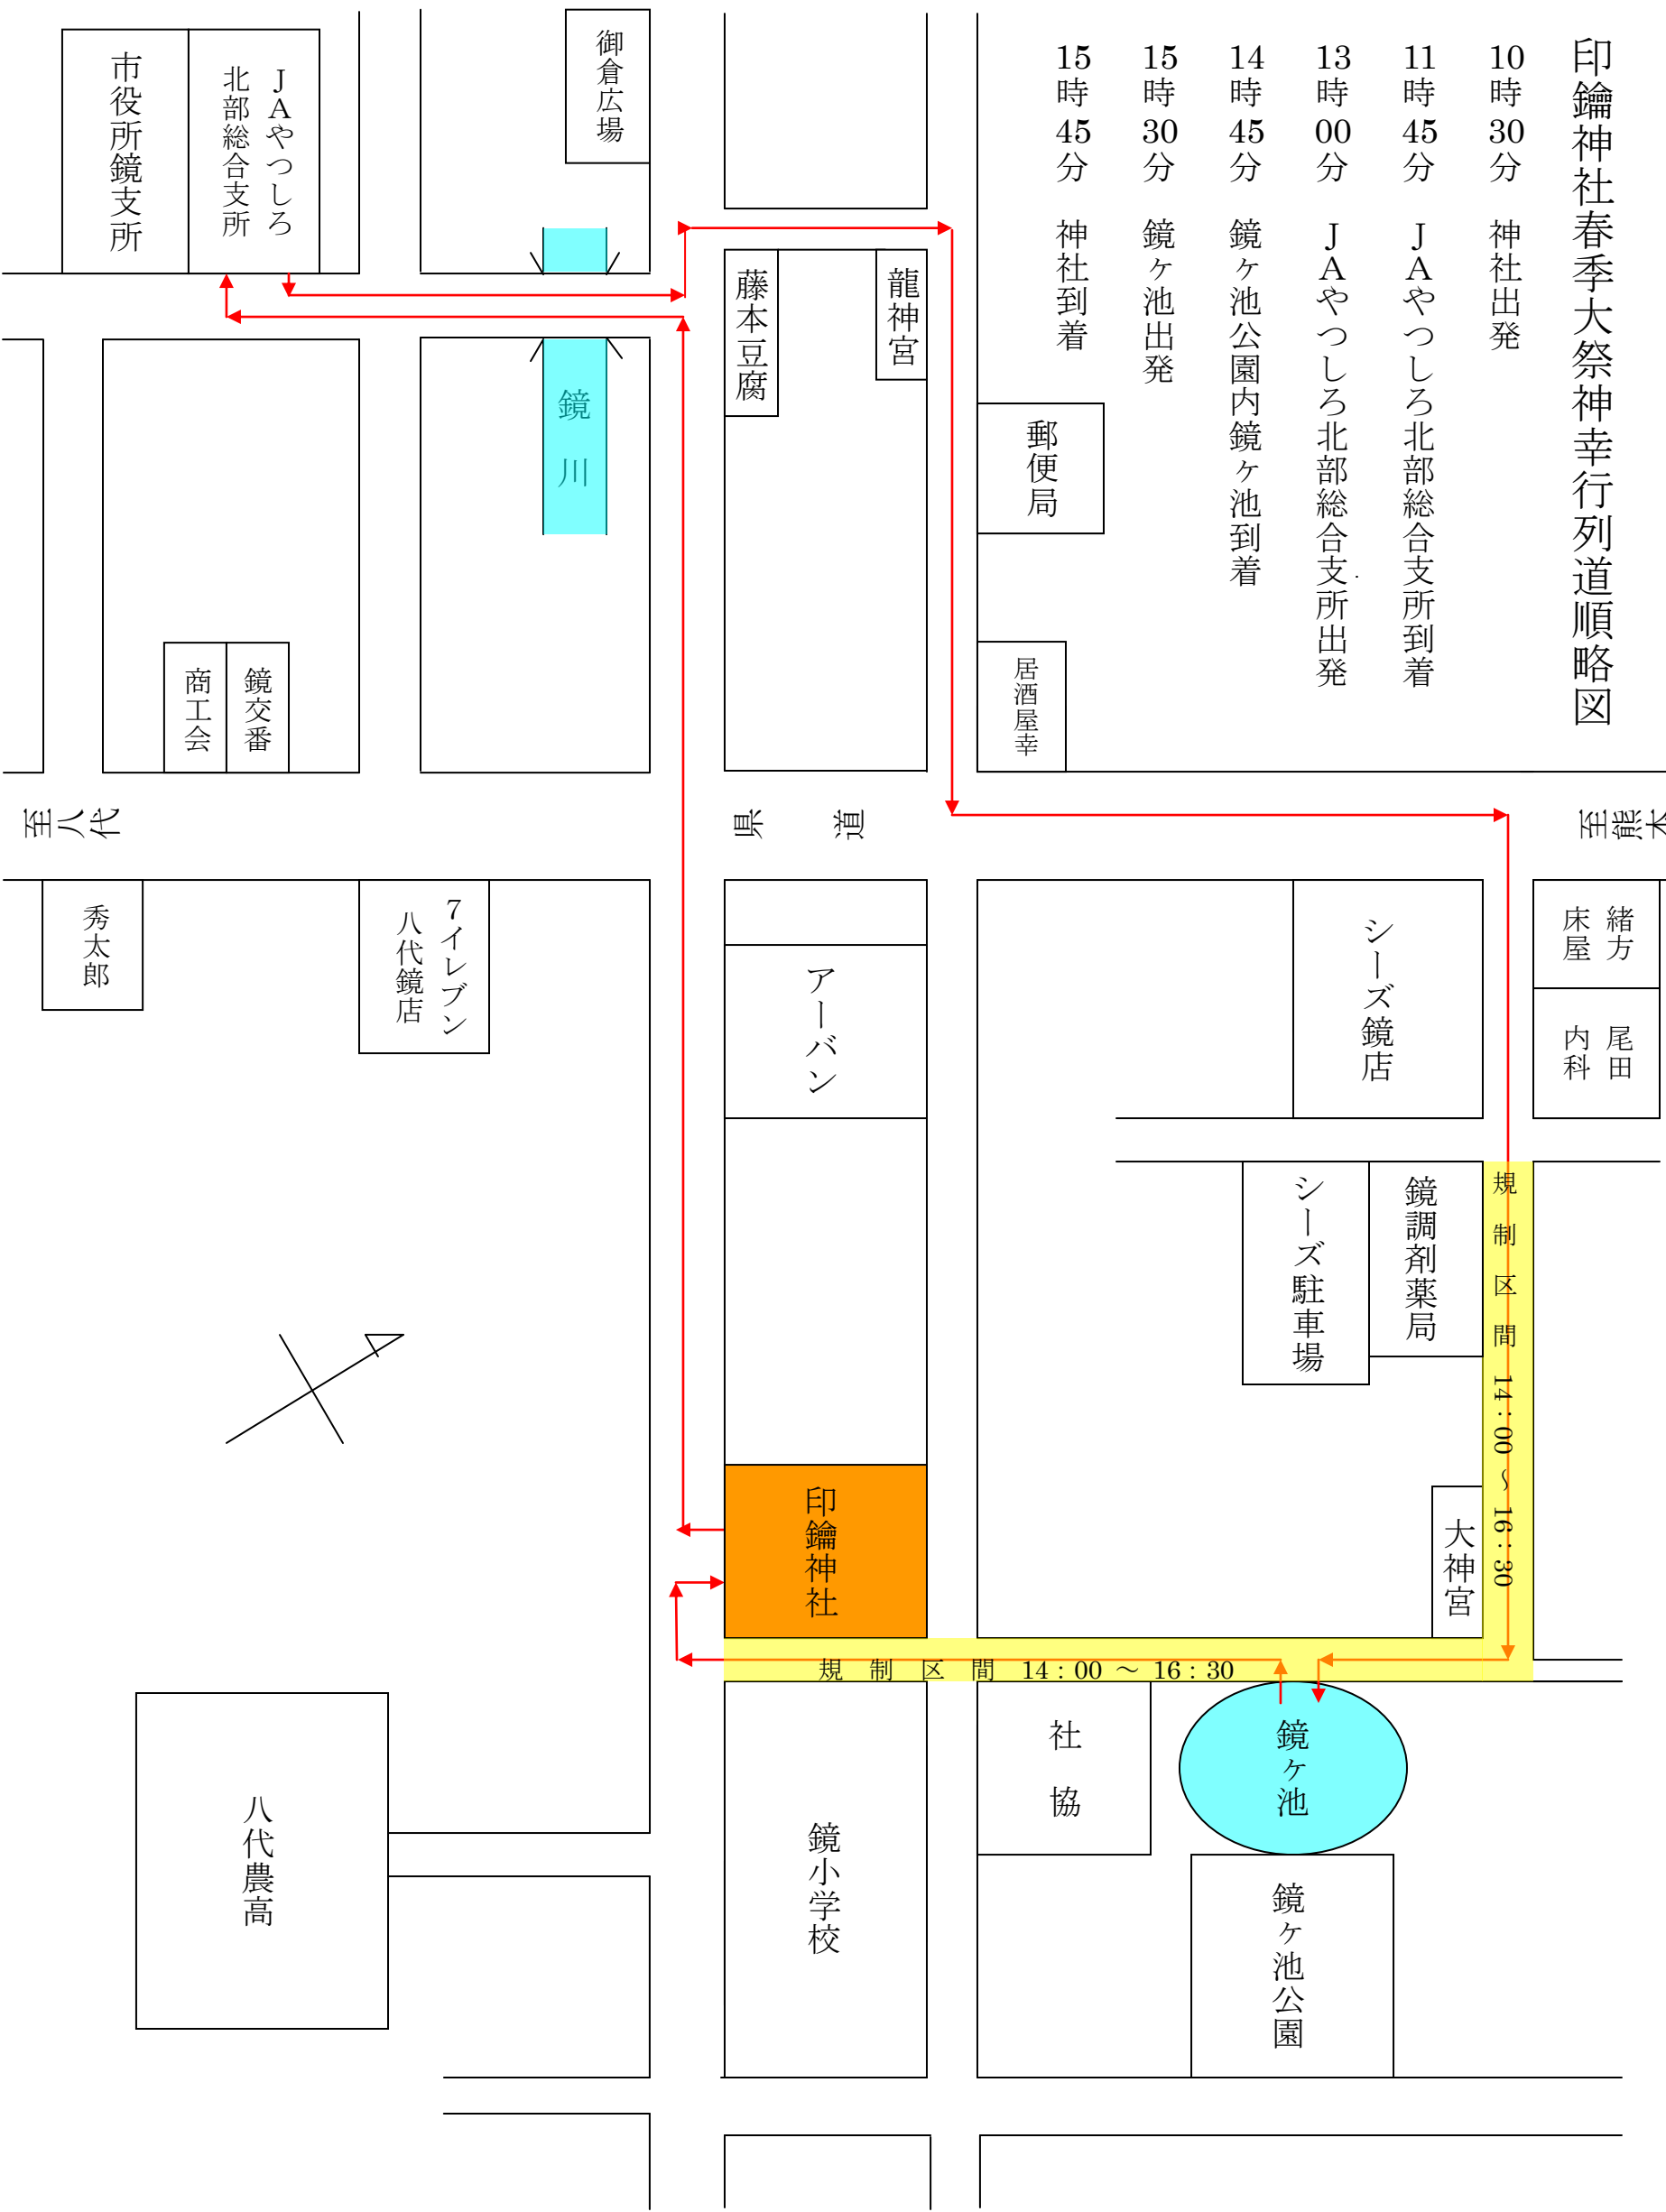 印鑰神社春季大祭神幸行列道順略図
10時30分　神社出発
11時45分　ＪＡやつしろ北部総合支所到着
13時00分　ＪＡやつしろ北部総合支所出発
14時45分　鏡ヶ池公園内鏡ヶ池到着
15時30分　鏡ヶ池出発
15時45分　神社到着
御倉広場
ＪＡやつしろ
北部総合支所
市役所鏡支所
龍神宮
藤本豆腐
鏡　川
郵便局
居酒屋幸
鏡交番
商工会
至八代
県　道
至熊本
緒方
床屋
尾田
内科
シーズ鏡店
アーバン
7イレブン
八代鏡店
秀太郎
規　制　区　間　14：00 ～ 16：30
鏡調剤薬局
シーズ駐車場
大神宮
印鑰神社
規　制　区　間　14：00 ～ 16：30
鏡ヶ池
社　協
鏡ヶ池公園
鏡小学校
八代農高